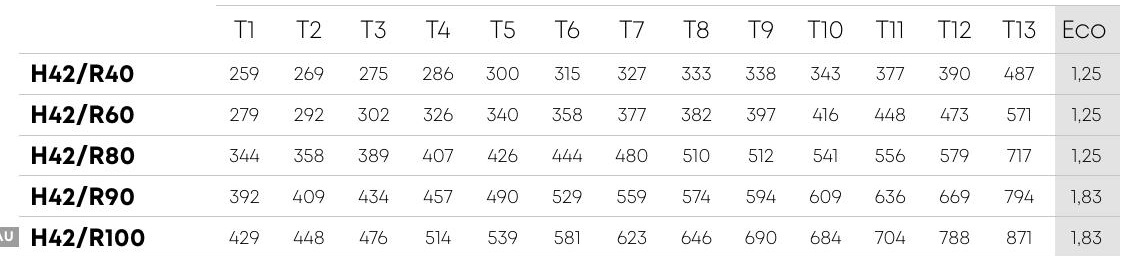 T1 T2 T3 T4 T5 T6 T7 T8 T9 T10 T11 T12 T13 Eco
H42/R40 259 269 275 286 300 315 327 333 338 343 377 390 487 1,25
H42/R60 279 292 302 326 340 358 377 382 397 416 448 473 571 1,25
H42/R80 344 358 389 407 426 444 480 510 512 541 556 579 717 1,25
H42/R90 392 409 434 457 490 529 559 574 594 609 636 669 794 1,83
AU H42/R100 429 448 476 514 539 581 623 646 690 684 704 788 871 1,83